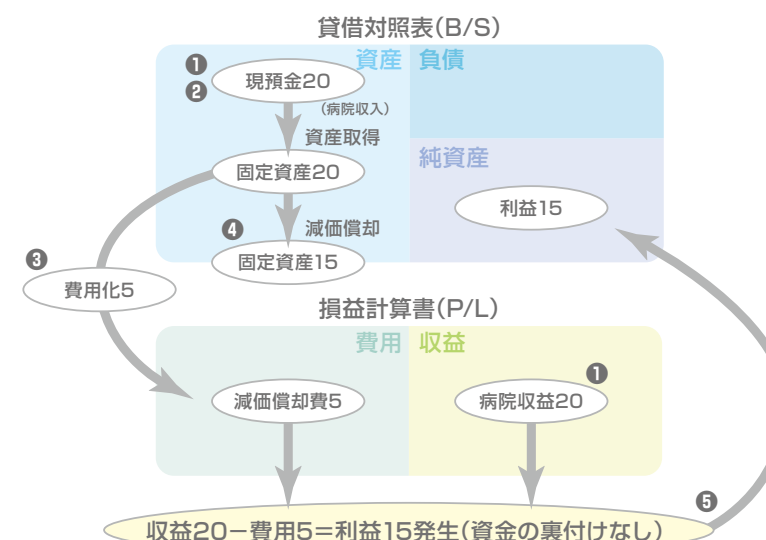 貸借対照表(B/S)
資産 負債
❶
❷
現預金20
(病院収入)
資産取得
純資産
固定資産20
利益15
❹
減価償却
固定資産15
❸
費用化5
損益計算書(P/L)
費用 収益
❶
減価償却費5
病院収益20
❺
収益20−費用5=利益15発生(資金の裏付けなし)